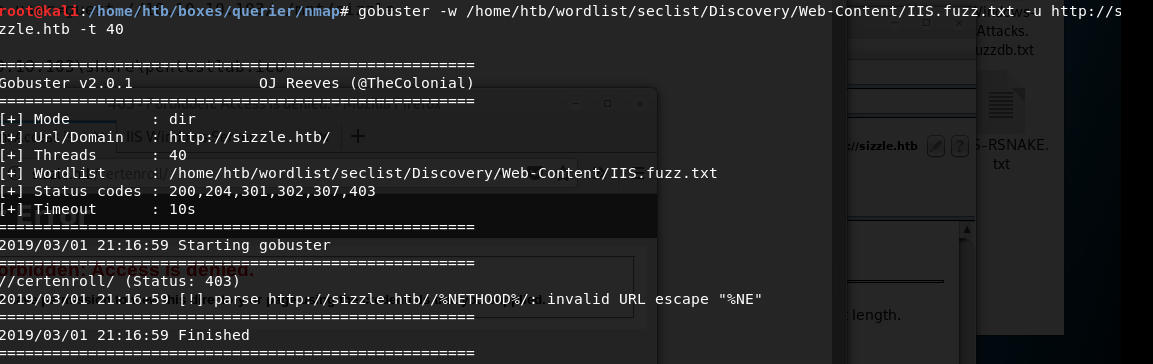 root@kali:/home/htb/boxes/querier/nmap# gobuster -w /home/htb/wordlist/seclist/Discovery/Web-Content/IIS.fuzz.txt -u http://s
zzle.htb -t 40
Attacks.
fuzzdb.txt
=====================================================
Gobuster v2.0.1              OJ Reeves (@TheColonial)
=====================================================
[+] Mode         : dir
[+] Url/Domain   : http://sizzle.htb/
[+] Threads      : 40
[+] Wordlist     : /home/htb/wordlist/seclist/Discovery/Web-Content/IIS.fuzz.txt
[+] Status codes : 200,204,301,302,307,403
[+] Timeout      : 10s
//sizzle.htb
S-RSNAKE.
txt
=====================================================
2019/03/01 21:16:59 Starting gobuster
=====================================================
orbidden: Access is denied.
//certenroll/ (Status: 403)
2019/03/01 21:16:59 [!] parse http://sizzle.htb//%NETHOOD%/: invalid URL escape "%NE"
length.
=====================================================
2019/03/01 21:16:59 Finished
=====================================================